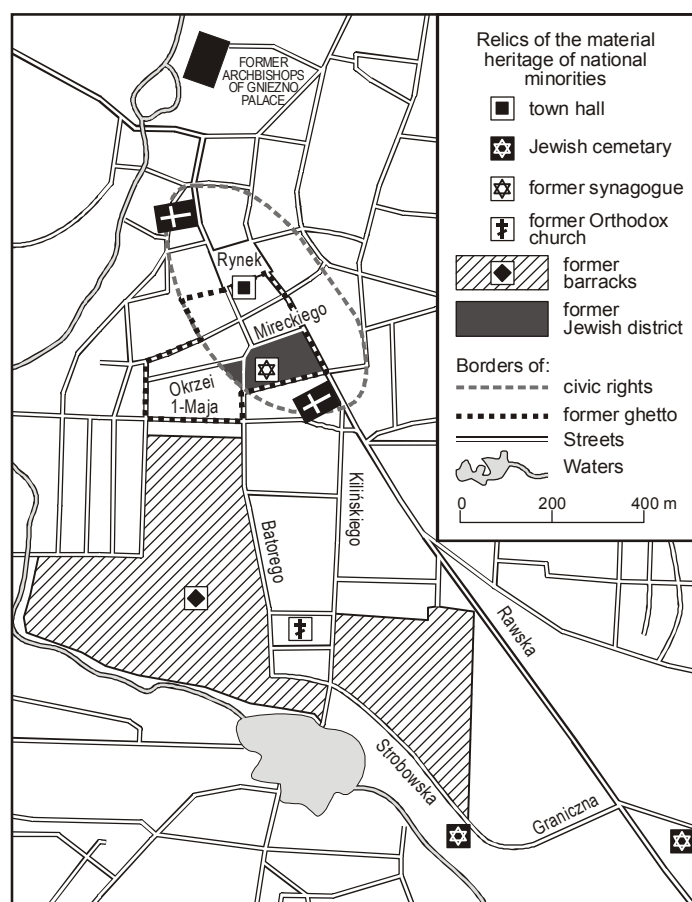 FORMER
ARCHBISHOPS
OF GNIEZNO
PALACE
Rynek
Mireckiego
Okrzei
1-Maja
Kilińskiego
Batorego
Rawska
Strobowska
Graniczna
Relics of the material
heritage of national
minorities
town hall
Jewish cemetary
former synagogue
former Orthodox
church
former
barracks
former
Jewish district
Borders of:
civic rights
former ghetto
Streets
Waters
0 200 400 m